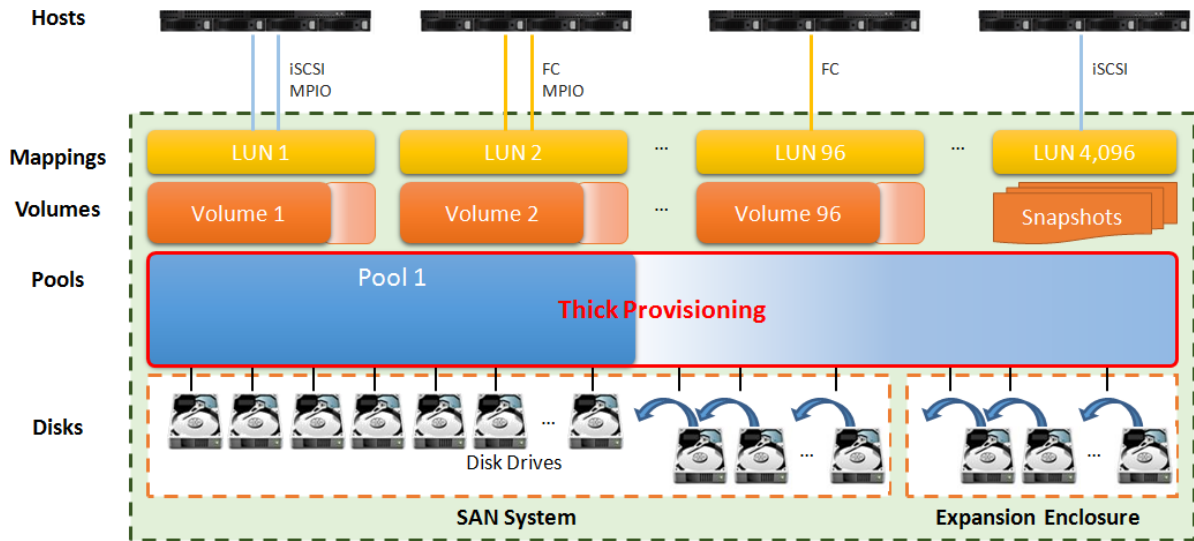 Hosts
iSCSI
MPIO
FC
MPIO
FC
iSCSI
Mappings
LUN 1
LUN 2
...
LUN 96
...
LUN 4,096
Volumes
Volume 1
Volume 2
...
Volume 96
Snapshots
Pools
Pool 1
Thick Provisioning
Disks
...
Disk Drives
...
...
SAN System
Expansion Enclosure